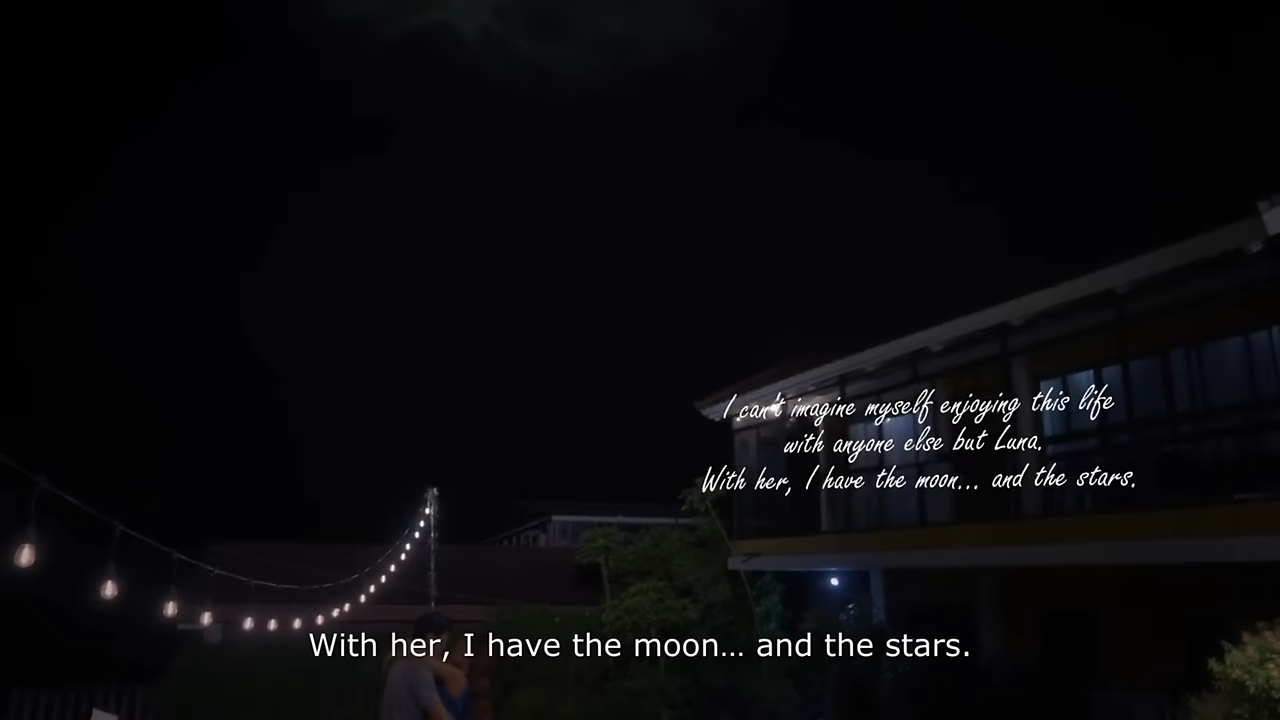 I can't imagine myself enjoying this life
with anyone else but Luna.
With her, I have the moon... and the stars.
With her, I have the moon... and the stars.